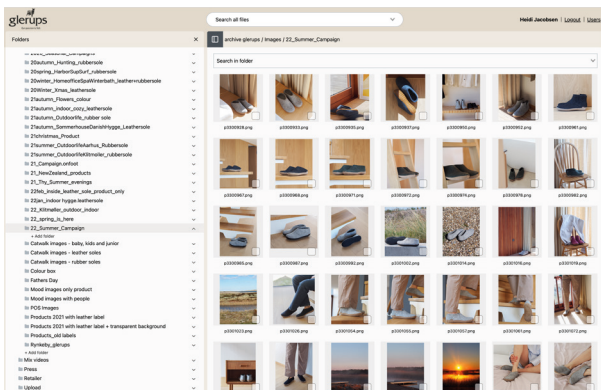 glerups
Search all files
Heidi Jacobsen | Logout | Users
Folders
×
archive glerups / Images / 22_Summer_Campaign
Search in folder
20autumn_Hunting_rubbersole
20spring_HarborSupSurf_rubbersole
20winter_HomeofficeSpaWinterbath_leather+rubbersole
20Winter_Xmas_leathersole
21autumn_Flowers_colour
21autumn_Indoor_cozy_leathersole
21autumn_Outdoorlife_rubber sole
21autumn_SommerhouseDanishHygge_Leathersole
21christmas_Product
21summer_OutdoorlifeAarhus_Rubbersole
21summer_OutdoorlifeKlitmøller_rubbersole
21_Campaign.onfoot
21_NewZealand_products
21_Thy_Summer_evenings
22feb_inside_leather_sole_product_only
22jan_indoor hygge.leathersole
22_Klitmøller_outdoor_indoor
22_spring_is_here
22_Summer_Campaign
+ Add folder
Catwalk images - baby, kids and junior
Catwalk images - leather soles
Catwalk images - rubber soles
Colour box
Fathers Day
Mood images only product
Mood images with people
POS Images
Products 2021 with leather label
Products 2021 with leather label + transparent background
Products_old labels
Rynkeby_glerups
+ Add folder
Mix videos
Press
Retailer
Upload
p3300928.png
p3300933.png
p3300935.png
p3300937.png
p3300950.png
p3300952.png
p3300961.png
p3300967.png
p3300969.png
p3300971.png
p3300972.png
p3300976.png
p3300978.png
p3300982.png
p3300985.png
p3300987.png
p3300992.png
p3301002.png
p3301014.png
p3301018.png
p3301019.png
p3301023.png
p3301026.png
p3301054.png
p3301055.png
p3301057.png
p3301061.png
p3301072.png